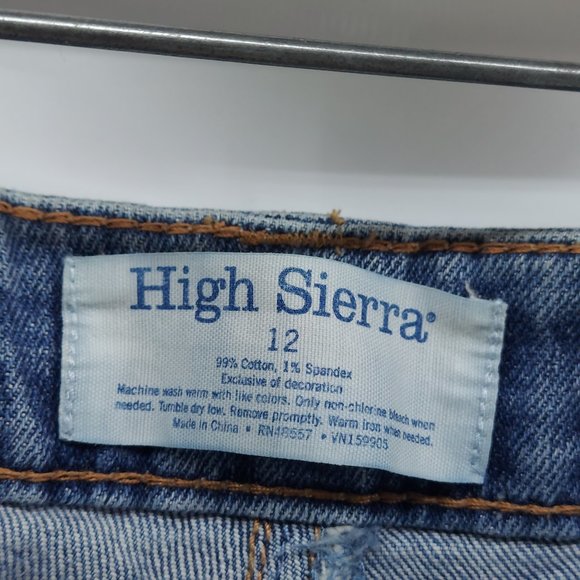 High Sierra®
12
99% Cotton, 1% Spandex
Exclusive of decoration
Machine wash warm with like colors. Only non-chlorine bleach when
needed. Tumble dry low. Remove promptly. Warm iron when needed.
Made in China • RN48557 • VN159905